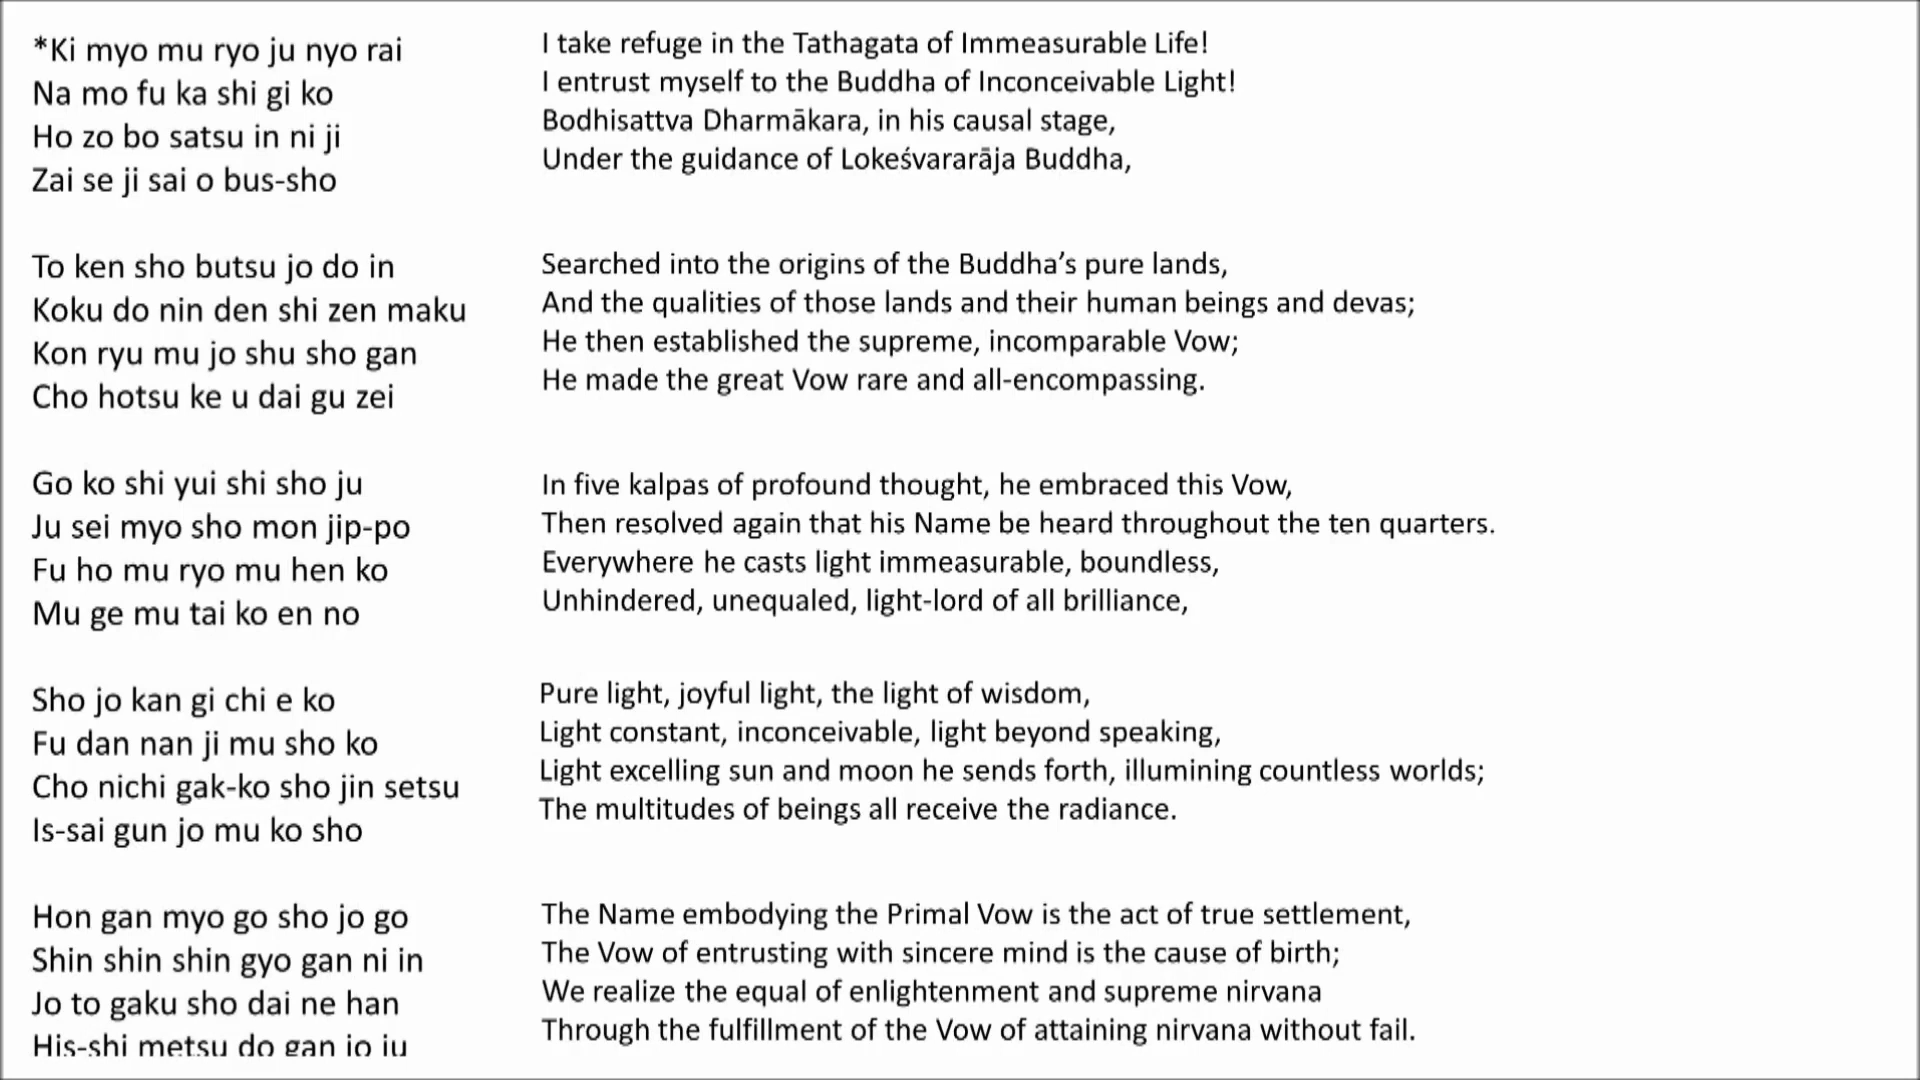 *Ki myo mu ryo ju nyo rai
Na mo fu ka shi gi ko
Ho zo bo satsu in ni ji
Zai se ji sai o bus-sho
To ken sho butsu jo do in
Koku do nin den shi zen maku
Kon ryu mu jo shu sho gan
Cho hotsu ke u dai gu zei
Go ko shi yui shi sho ju
Ju sei myo sho mon jip-po
Fu ho mu ryo mu hen ko
Mu ge mu tai ko en no
Sho jo kan gi chi e ko
Fu dan nan ji mu sho ko
Cho nichi gak-ko sho jin setsu
Is-sai gun jo mu ko sho
Hon gan myo go sho jo go
Shin shin shin gyo gan ni in
Jo to gaku sho dai ne han
His-shi metsu do gan jo ju
I take refuge in the Tathagata of Immeasurable Life!
I entrust myself to the Buddha of Inconceivable Light!
Bodhisattva Dharmākara, in his causal stage,
Under the guidance of Lokeśvararāja Buddha,
Searched into the origins of the Buddha’s pure lands,
And the qualities of those lands and their human beings and devas;
He then established the supreme, incomparable Vow;
He made the great Vow rare and all-encompassing.
In five kalpas of profound thought, he embraced this Vow,
Then resolved again that his Name be heard throughout the ten quarters.
Everywhere he casts light immeasurable, boundless,
Unhindered, unequaled, light-lord of all brilliance,
Pure light, joyful light, the light of wisdom,
Light constant, inconceivable, light beyond speaking,
Light excelling sun and moon he sends forth, illumining countless worlds;
The multitudes of beings all receive the radiance.
The Name embodying the Primal Vow is the act of true settlement,
The Vow of entrusting with sincere mind is the cause of birth;
We realize the equal of enlightenment and supreme nirvana
Through the fulfillment of the Vow of attaining nirvana without fail.